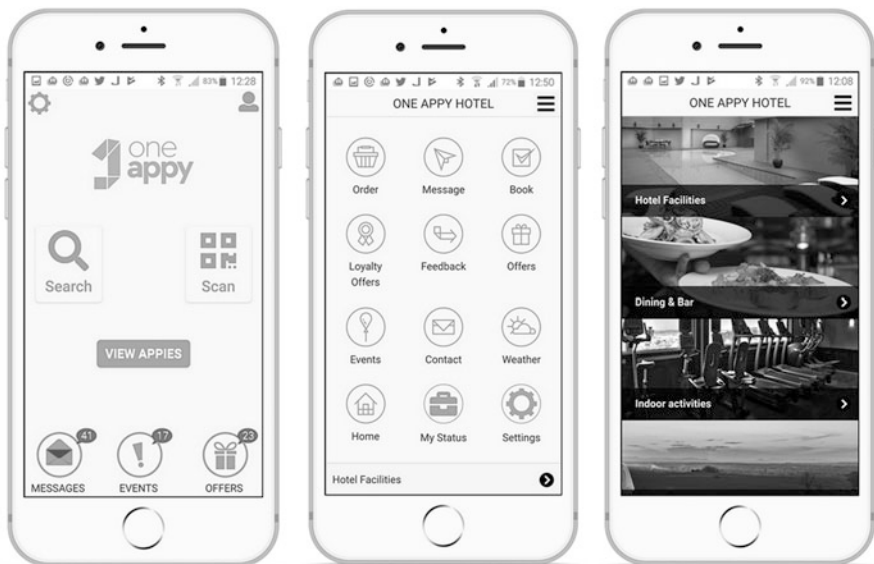 83% 12:28
one
appy
Search
Scan
VIEW APPIES
41
17
23
MESSAGES
EVENTS
OFFERS
72% 12:50
ONE APPY HOTEL
Order
Message
Book
Loyalty
Offers
Feedback
Offers
Events
Contact
Weather
Home
My Status
Settings
Hotel Facilities
92% 12:08
ONE APPY HOTEL
Hotel Facilities
Dining & Bar
Indoor activities